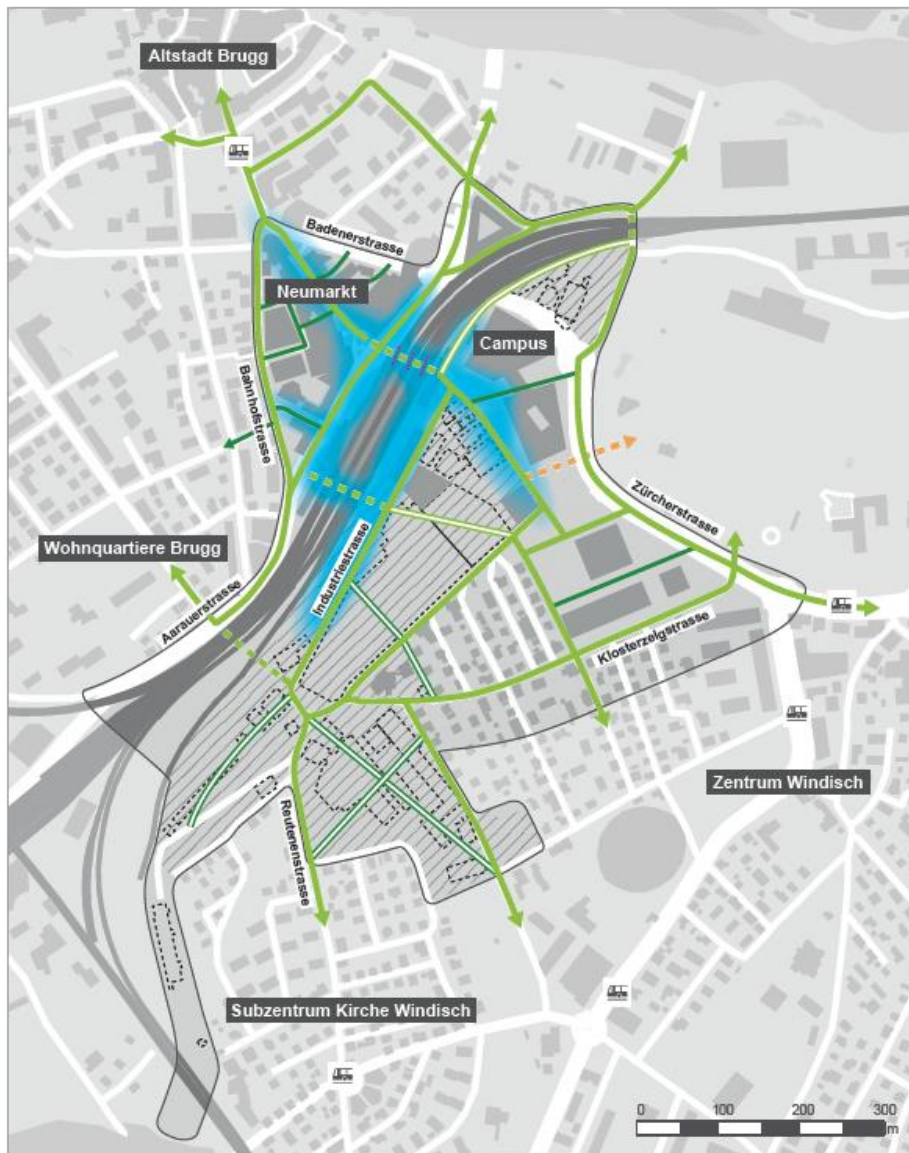 Altstadt Brugg
Badenerstrasse
Neumarkt
Campus
Bahnhofstrasse
Zürcherstrasse
Wohnquartiere Brugg
Industriestrasse
Aarauerstrasse
Klosterzelgstrasse
Zentrum Windisch
Reutenenstrasse
Subzentrum Kirche Windisch
0 100 200 300
m